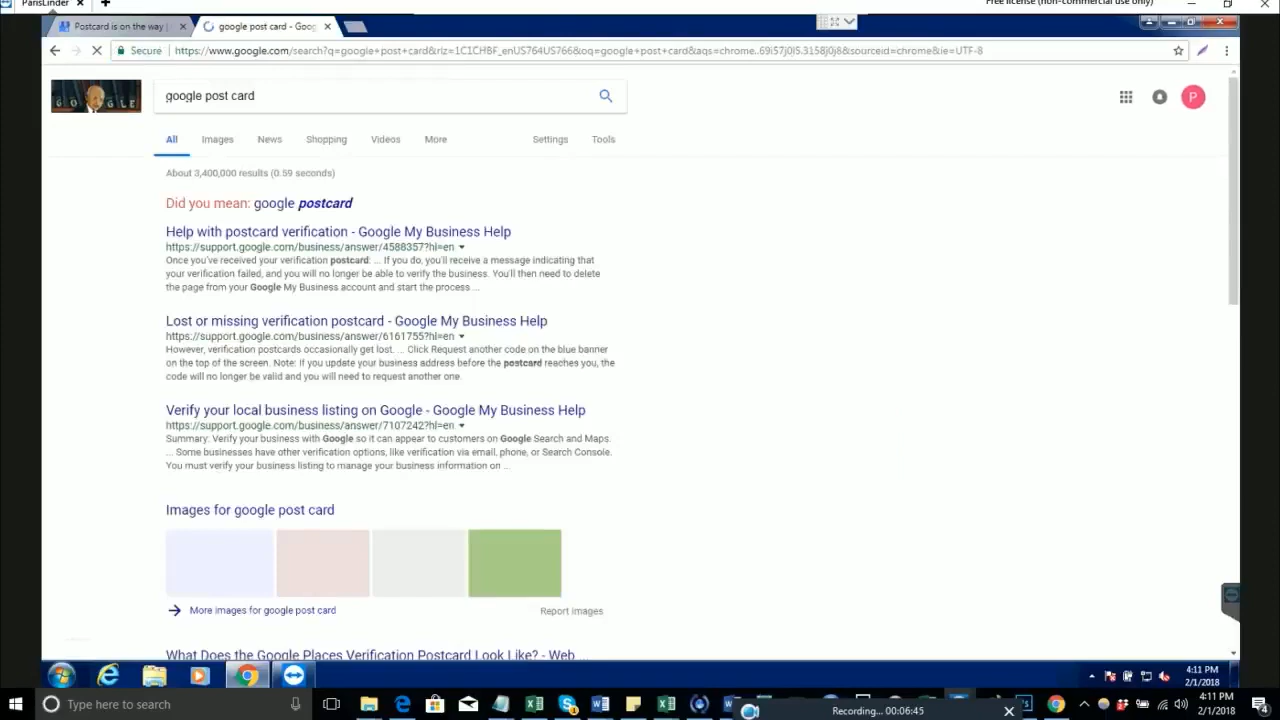 ParisLinder
Free license (non-commercial use only)
Postcard is on the way
google post card - Goog
Secure
https://www.google.com/search?q=google+post+card&rlz=1C1CHBF_enUS764US766&oq=google+post+card&aqs=chrome..69i57j0l5.3158j0j8&sourceid=chrome&ie=UTF-8
GOOGLE
google post card
P
All Images News Shopping Videos More Settings Tools
About 3,400,000 results (0.59 seconds)
Did you mean: google postcard
Help with postcard verification - Google My Business Help
https://support.google.com/business/answer/4588357?hl=en
Once you've received your verification postcard: ... If you do, you'll receive a message indicating that
your verification failed, and you will no longer be able to verify the business. You'll then need to delete
the page from your Google My Business account and start the process ...
Lost or missing verification postcard - Google My Business Help
https://support.google.com/business/answer/6161755?hl=en
However, verification postcards occasionally get lost. ... Click Request another code on the blue banner
on the top of the screen. Note: If you update your business address before the postcard reaches you, the
code will no longer be valid and you will need to request another one.
Verify your local business listing on Google - Google My Business Help
https://support.google.com/business/answer/7107242?hl=en
Summary: Verify your business with Google so it can appear to customers on Google Search and Maps.
... Some businesses have other verification options, like verification via email, phone, or Search Console.
You must verify your business listing to manage your business information on ...
Images for google post card
More images for google post card
Report images
What Does the Google Places Verification Postcard Look Like? - Web ...
4:11 PM
2/1/2018
Type here to search
Recording... 00:06:45
4:11 PM
2/1/2018